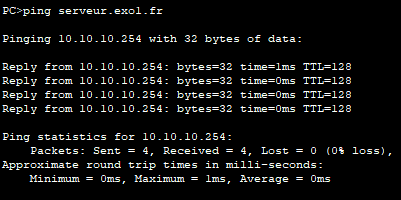 PC>ping serveur.exo1.fr
Pinging 10.10.10.254 with 32 bytes of data:
Reply from 10.10.10.254: bytes=32 time=1ms TTL=128
Reply from 10.10.10.254: bytes=32 time=0ms TTL=128
Reply from 10.10.10.254: bytes=32 time=0ms TTL=128
Reply from 10.10.10.254: bytes=32 time=0ms TTL=128
Ping statistics for 10.10.10.254:
Packets: Sent = 4, Received = 4, Lost = 0 (0% loss),
Approximate round trip times in milli-seconds:
Minimum = 0ms, Maximum = 1ms, Average = 0ms